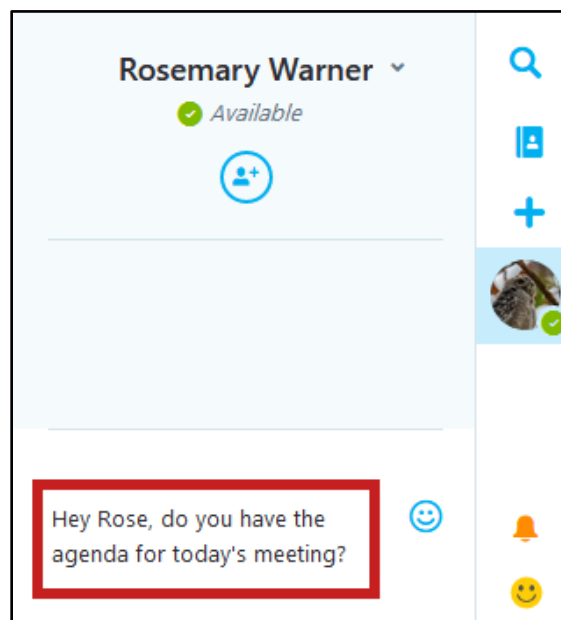 Rosemary Warner
Available
Hey Rose, do you have the
agenda for today's meeting?